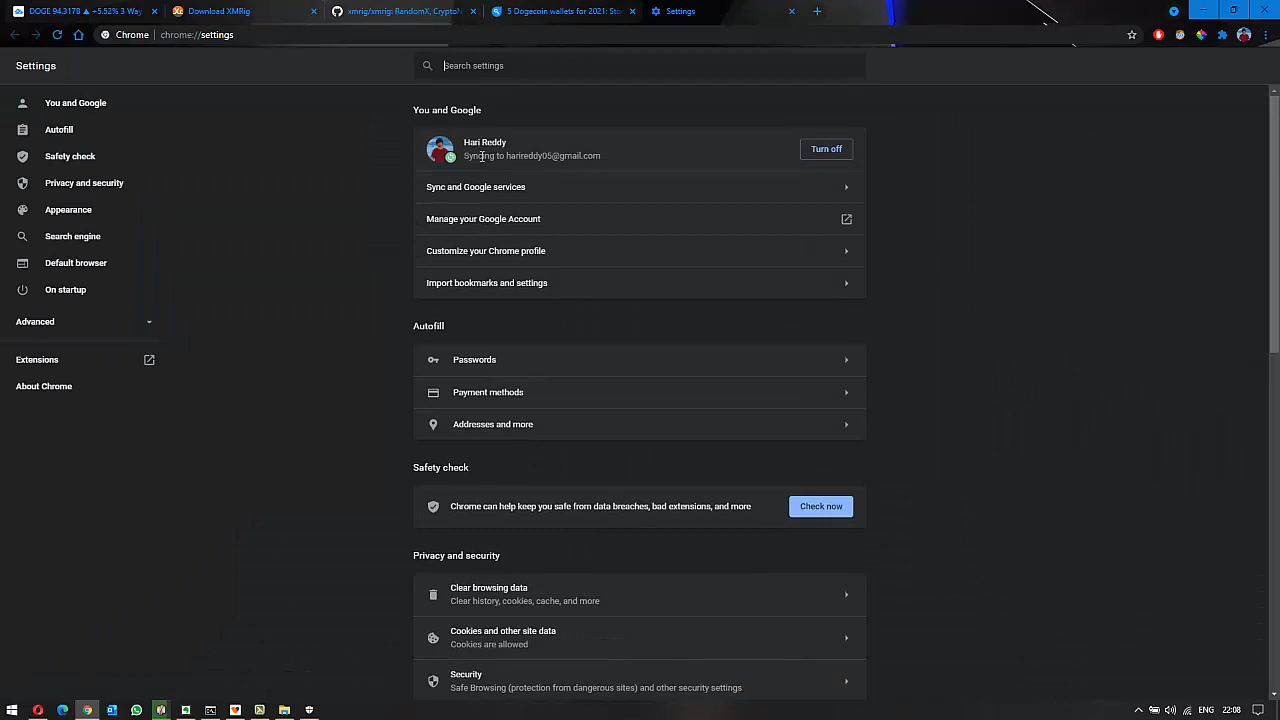 DOGE 94.317B ▲ +5.52% 3 Way
Download XMRig
xmrig/xmrig: RandomX, CryptoN
5 Dogecoin wallets for 2021: Sto
Settings
Chrome | chrome://settings
Settings
Search settings
You and Google
Autofill
Safety check
Privacy and security
Appearance
Search engine
Default browser
On startup
Advanced
Extensions
About Chrome
You and Google
Hari Reddy
Syncing to harireddy05@gmail.com
Turn off
Sync and Google services
Manage your Google Account
Customize your Chrome profile
Import bookmarks and settings
Autofill
Passwords
Payment methods
Addresses and more
Safety check
Chrome can help keep you safe from data breaches, bad extensions, and more
Check now
Privacy and security
Clear browsing data
Clear history, cookies, cache, and more
Cookies and other site data
Cookies are allowed
Security
Safe Browsing (protection from dangerous sites) and other security settings
ENG
22:08